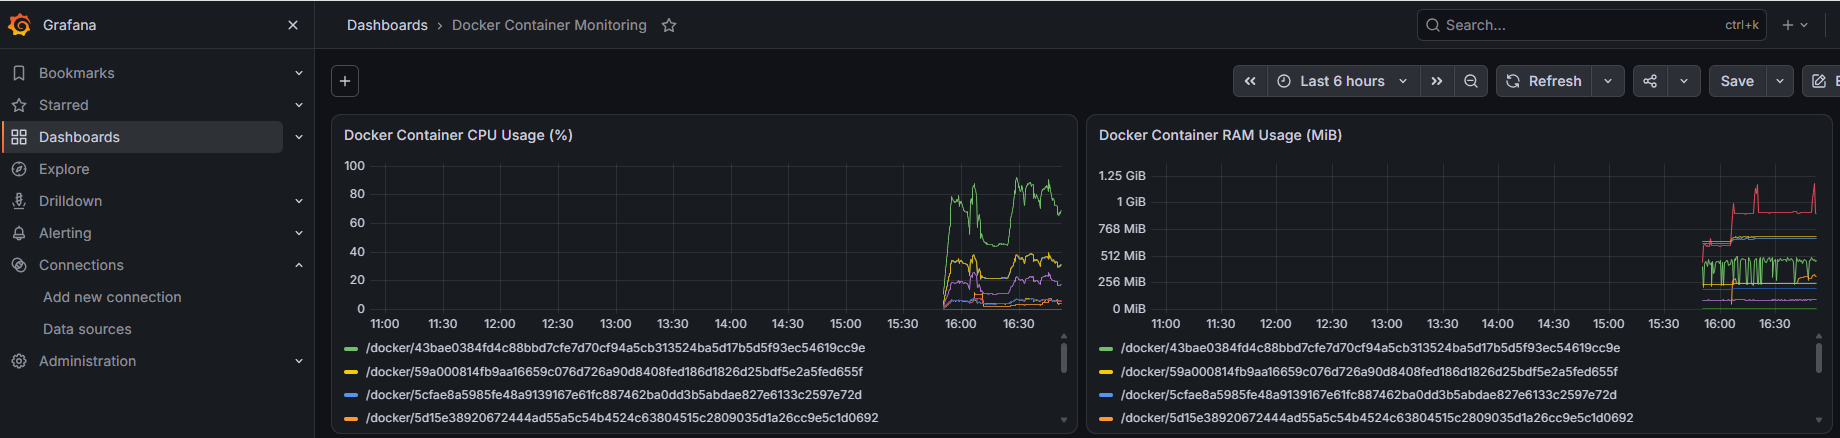 Grafana
Dashboards › Docker Container Monitoring
Search...
ctrl+k
Bookmarks
Starred
Dashboards
Explore
Drilldown
Alerting
Connections
Add new connection
Data sources
Administration
Last 6 hours
Refresh
Save
Docker Container CPU Usage (%)
100
80
60
40
20
0
11:00 11:30 12:00 12:30 13:00 13:30 14:00 14:30 15:00 15:30 16:00 16:30
/docker/43bae0384fd4c88bbd7cfe7d70cf94a5cb313524ba5d17b5d5f93ec54619cc9e
/docker/59a000814fb9aa16659c076d726a90d8408fed186d1826d25bdf5e2a5fed655f
/docker/5cfae8a5985fe48a9139167e61fc887462ba0dd3b5abdae827e6133c2597e72d
/docker/5d15e38920672444ad55a5c54b4524c63804515c2809035d1a26cc9e5c1d0692
Docker Container RAM Usage (MiB)
1.25 GiB
1 GiB
768 MiB
512 MiB
256 MiB
0 MiB
11:00 11:30 12:00 12:30 13:00 13:30 14:00 14:30 15:00 15:30 16:00 16:30
/docker/43bae0384fd4c88bbd7cfe7d70cf94a5cb313524ba5d17b5d5f93ec54619cc9e
/docker/59a000814fb9aa16659c076d726a90d8408fed186d1826d25bdf5e2a5fed655f
/docker/5cfae8a5985fe48a9139167e61fc887462ba0dd3b5abdae827e6133c2597e72d
/docker/5d15e38920672444ad55a5c54b4524c63804515c2809035d1a26cc9e5c1d0692